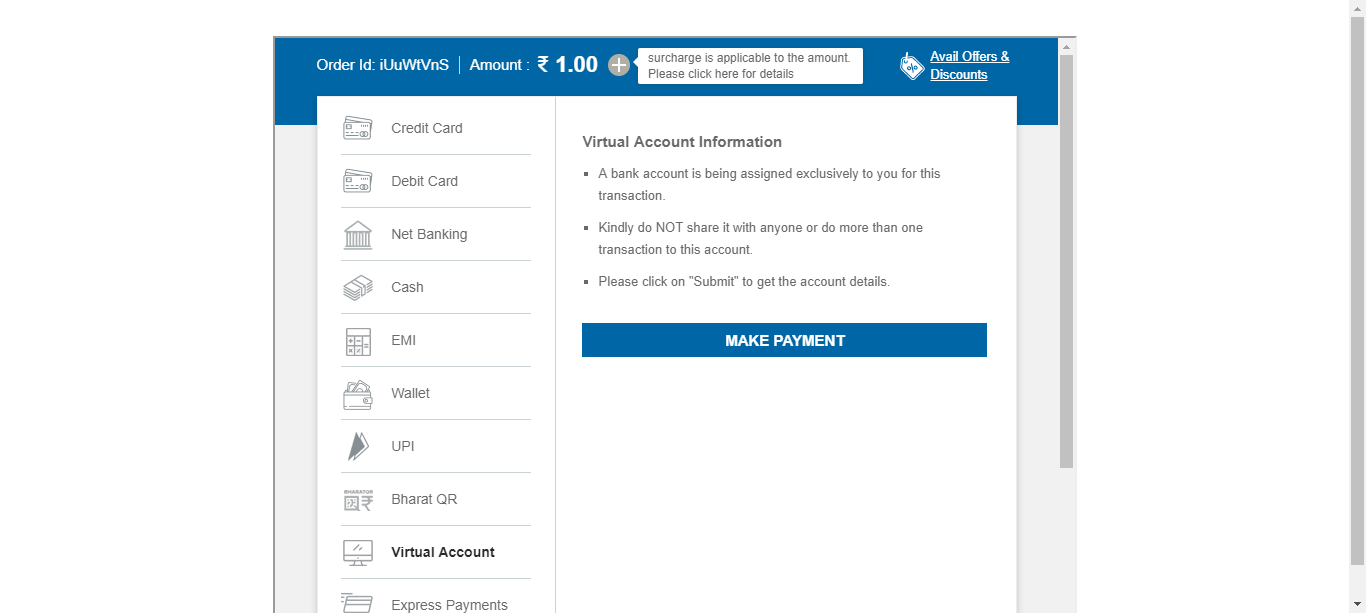 Order Id: iUuWtVnS Amount : ₹ 1.00
surcharge is applicable to the amount.
Please click here for details
Avail Offers &
Discounts
Credit Card
Debit Card
Net Banking
Cash
EMI
Wallet
UPI
BHARATQR
Bharat QR
Virtual Account
Express Payments
Virtual Account Information
A bank account is being assigned exclusively to you for this
transaction.
Kindly do NOT share it with anyone or do more than one
transaction to this account.
Please click on "Submit" to get the account details.
MAKE PAYMENT